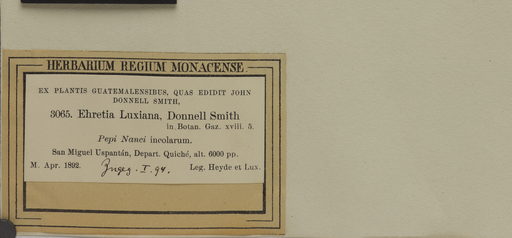 HERBARIUM REGIUM MONACENSE.
EX PLANTIS GUATEMALENSIBUS, QUAS EDIDIT JOHN
DONNELL SMITH,
3065. Ehretia Luxiana, Donnell Smith
in Botan. Gaz. xviii. 5.
Pepi Nanci incolarum.
San Miguel Uspantán, Depart. Quiché, alt. 6000 pp.
M. Apr. 1892. Zugeg. I. 94. Leg. Heyde et Lux.